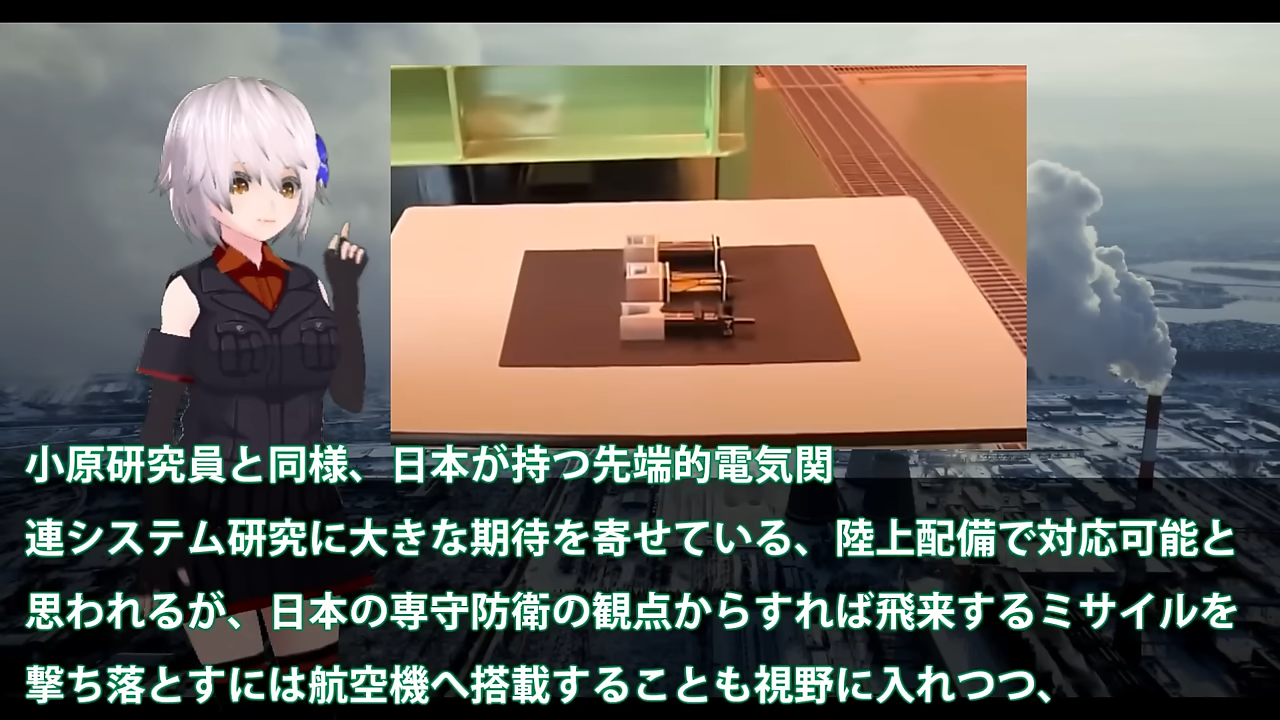 小原研究員と同様、日本が持つ先端的電気関
連システム研究に大きな期待を寄せている、陸上配備で対応可能と
思われるが、日本の専守防衛の観点からすれば飛来するミサイルを
撃ち落とすには航空機へ搭載することも視野に入れつつ、